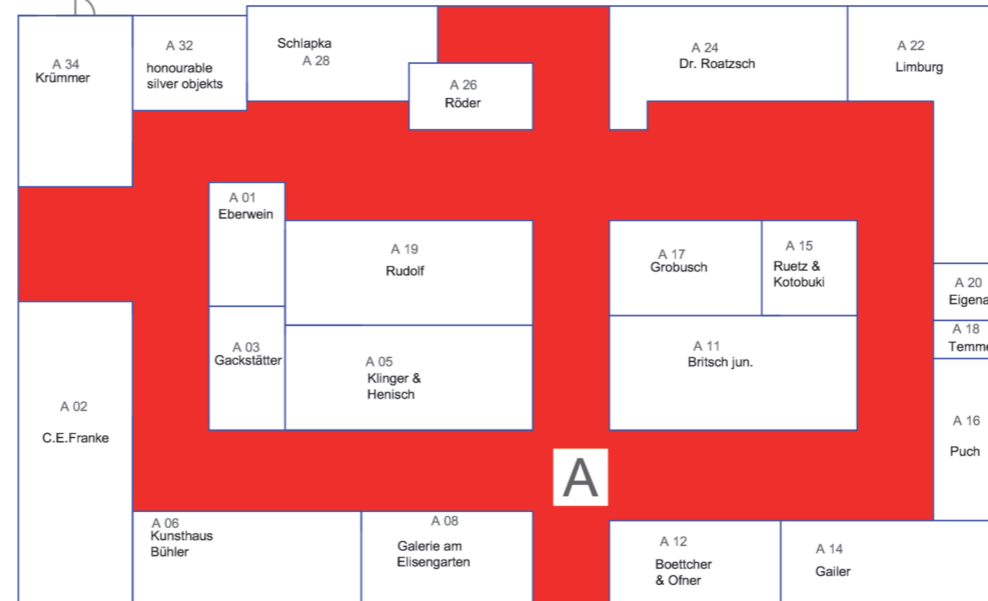 A 34
Krümmer
A 32
honourable
silver objekts
Schlapka
A 28
A 26
Röder
A 24
Dr. Roatzsch
A 22
Limburg
A 01
Eberwein
A 19
Rudolf
A 17
Grobusch
A 15
Ruetz &
Kotobuki
A 20
Eigena
A 18
Temme
A 03
Gackstätter
A 05
Klinger &
Henisch
A 11
Britsch jun.
A 02
C.E.Franke
A 16
Puch
A
A 06
Kunsthaus
Bühler
A 08
Galerie am
Elisengarten
A 12
Boettcher
& Ofner
A 14
Gailer